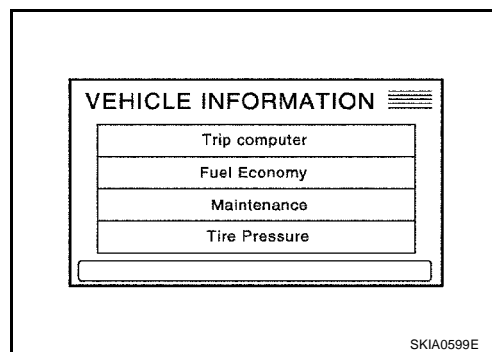 VEHICLE INFORMATION
Trip computer
Fuel Economy
Maintenance
Tire Pressure
SKIA0599E